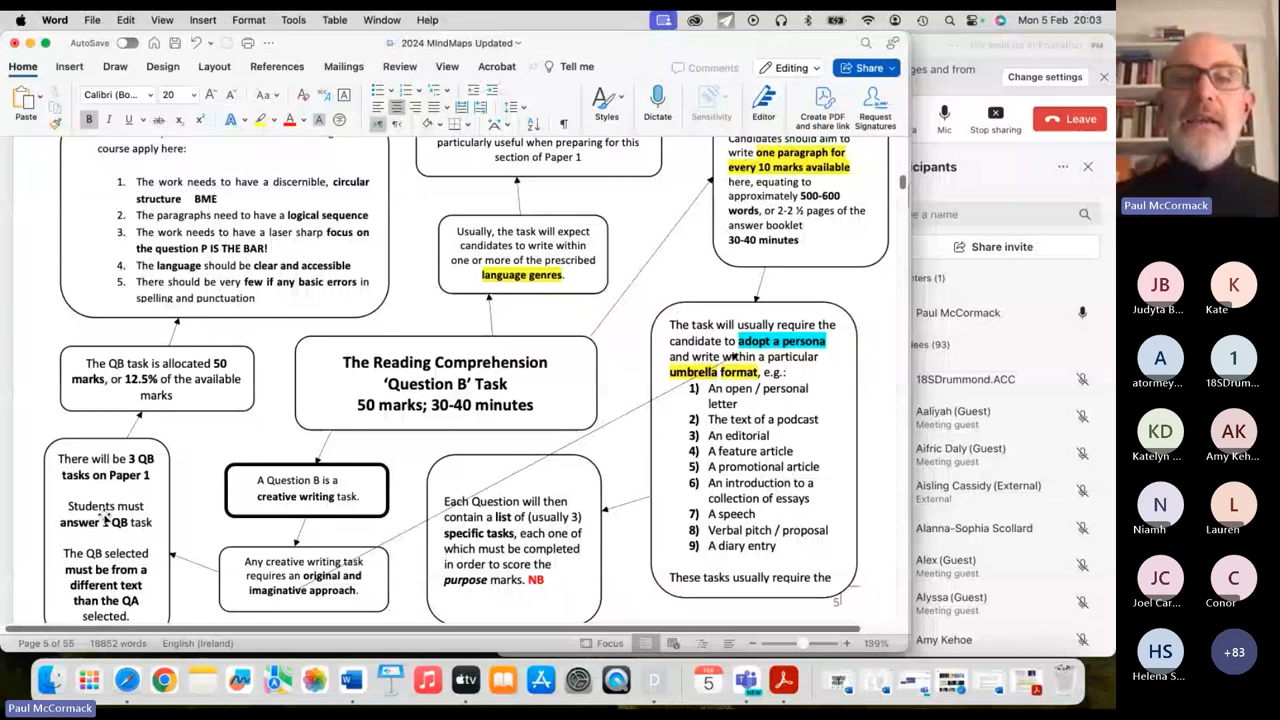 Word File Edit View Insert Format Tools Table Window Help Mon 5 Feb 20:03
AutoSave 2024 MindMaps Updated
Home Insert Draw Design Layout References Mailings Review View Acrobat Tell me Comments Editing Share
Calibri (Bo... 20
Paste Styles Dictate Sensitivity Editor Create PDF and share link Request Signatures
course apply here:
1. The work needs to have a discernible, circular
structure BME
2. The paragraphs need to have a logical sequence
3. The work needs to have a laser sharp focus on
the question P IS THE BAR!
4. The language should be clear and accessible
5. There should be very few if any basic errors in
spelling and punctuation
particularly useful when preparing for this
section of Paper 1
Usually, the task will expect
candidates to write within
one or more of the prescribed
language genres.
Candidates should aim to
write one paragraph for
every 10 marks available
here, equating to
approximately 500-600
words, or 2-2 ½ pages of the
answer booklet
30-40 minutes
The QB task is allocated 50
marks, or 12.5% of the available
marks
The Reading Comprehension
‘Question B’ Task
50 marks; 30-40 minutes
The task will usually require the
candidate to adopt a persona
and write within a particular
umbrella format, e.g.:
1) An open / personal
letter
2) The text of a podcast
3) An editorial
4) A feature article
5) A promotional article
6) An introduction to a
collection of essays
7) A speech
8) Verbal pitch / proposal
9) A diary entry
These tasks usually require the
5
There will be 3 QB
tasks on Paper 1
Students must
answer 1 QB task
The QB selected
must be from a
different text
than the QA
selected.
A Question B is a
creative writing task.
Any creative writing task
requires an original and
imaginative approach.
Each Question will then
contain a list of (usually 3)
specific tasks, each one of
which must be completed
in order to score the
purpose marks. NB
Page 5 of 55 18852 words English (Ireland) Focus 139%
PM
ges and from
Change settings
Mic Stop sharing Leave
icipants
e a name
Share invite
nters (1)
Paul McCormack
dees (93)
18SDrummond.ACC
Aaliyah (Guest)
Meeting guest
Aifric Daly (Guest)
Meeting guest
Aisling Cassidy (External)
External
Alanna-Sophia Scollard
Alex (Guest)
Meeting guest
Alyssa (Guest)
Meeting guest
Amy Kehoe
Paul McCormack
JB K
Judyta B... Kate
A 1
atormey... 18SDrum...
KD AK
Katelyn ... Amy Keh...
N L
Niamh Lauren
JC C
Joel Car... Conor
HS +83
Helena S...
FEB
5
NEW
tv
Paul McCormack